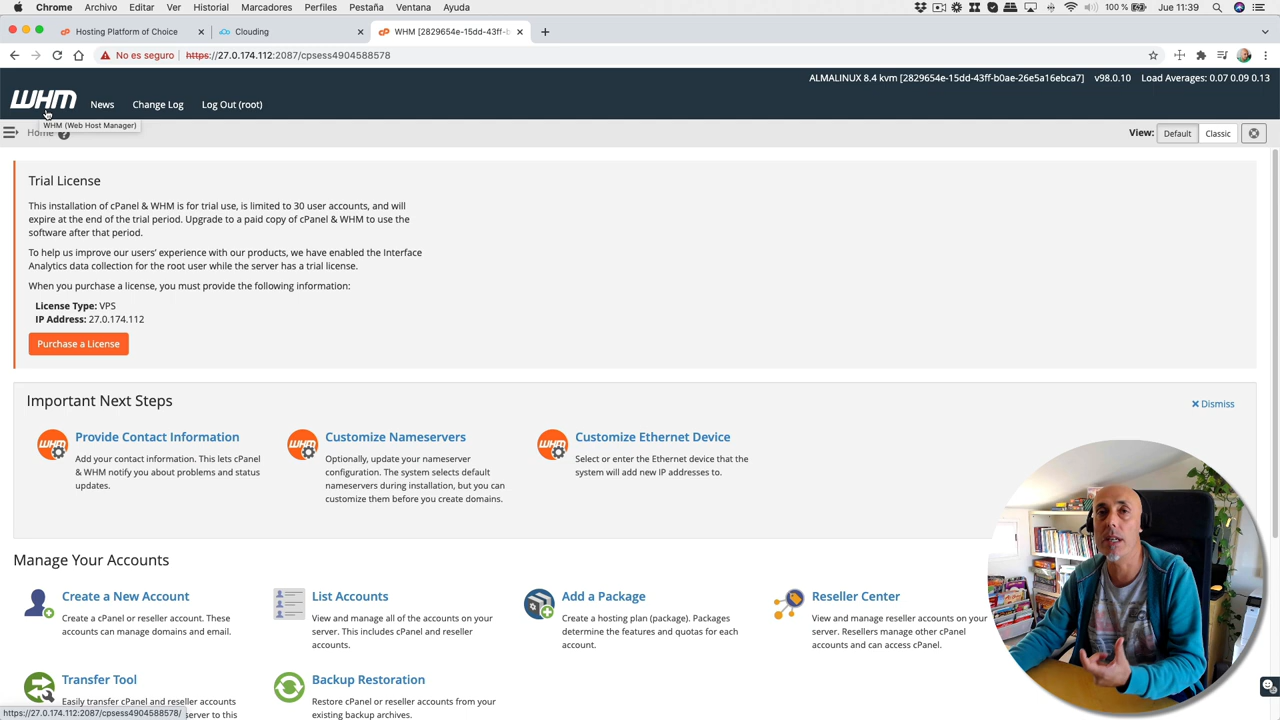 Chrome Archivo Editar Ver Historial Marcadores Perfiles Pestaña Ventana Ayuda 100 % Jue 11:39
Hosting Platform of Choice Clouding WHM [2829654e-15dd-43ff-b
No es seguro https://27.0.174.112:2087/cpsess4904588578
ALMALINUX 8.4 kvm [2829654e-15dd-43ff-b0ae-26e5a16ebca7] v98.0.10 Load Averages: 0.07 0.09 0.13
WHM News Change Log Log Out (root)
WHM (Web Host Manager)
Home View: Default Classic
Trial License
This installation of cPanel & WHM is for trial use, is limited to 30 user accounts, and will
expire at the end of the trial period. Upgrade to a paid copy of cPanel & WHM to use the
software after that period.
To help us improve our users' experience with our products, we have enabled the Interface
Analytics data collection for the root user while the server has a trial license.
When you purchase a license, you must provide the following information:
License Type: VPS
IP Address: 27.0.174.112
Purchase a License
Important Next Steps
Dismiss
Provide Contact Information
Add your contact information. This lets cPanel
& WHM notify you about problems and status
updates.
Customize Nameservers
Optionally, update your nameserver
configuration. The system selects default
nameservers during installation, but you can
customize them before you create domains.
Customize Ethernet Device
Select or enter the Ethernet device that the
system will add new IP addresses to.
Manage Your Accounts
Create a New Account
Create a cPanel or reseller account. These
accounts can manage domains and email.
List Accounts
View and manage all of the accounts on your
server. This includes cPanel and reseller
accounts.
Add a Package
Create a hosting plan (package). Packages
determine the features and quotas for each
account.
Reseller Center
View and manage reseller accounts on your
server. Resellers manage other cPanel
accounts and can access cPanel.
Transfer Tool
Easily transfer cPanel and reseller accounts
server to this
Backup Restoration
Restore cPanel or reseller accounts from your
existing backup archives.
https://27.0.174.112:2087/cpsess4904588578/